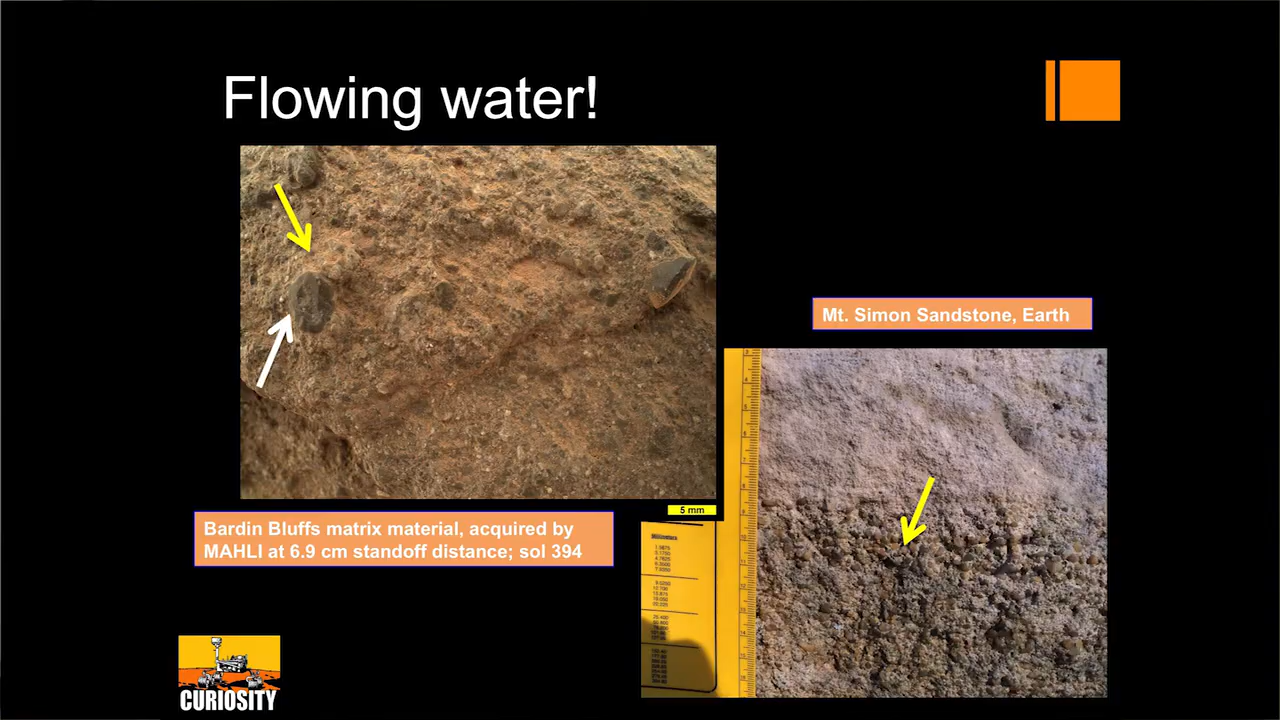 Flowing water!
Mt. Simon Sandstone, Earth
5 mm
Bardin Bluffs matrix material, acquired by
MAHLI at 6.9 cm standoff distance; sol 394
Millimeters
CURIOSITY